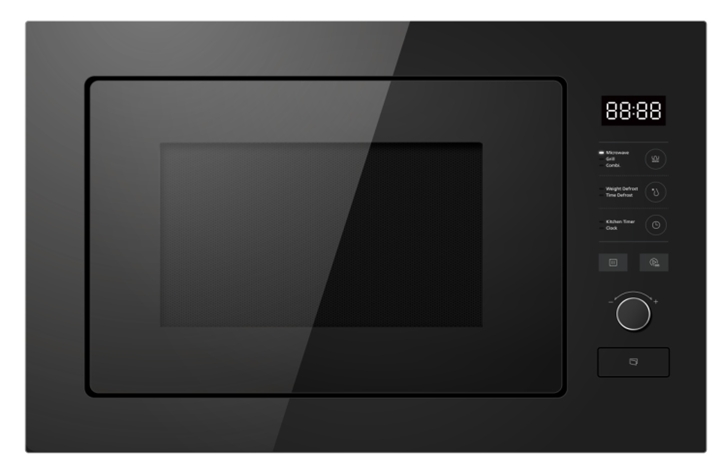 88:88
Microwave
Grill
Combi
Weight Defrost
Time Defrost
Kitchen Timer
Clock
- +